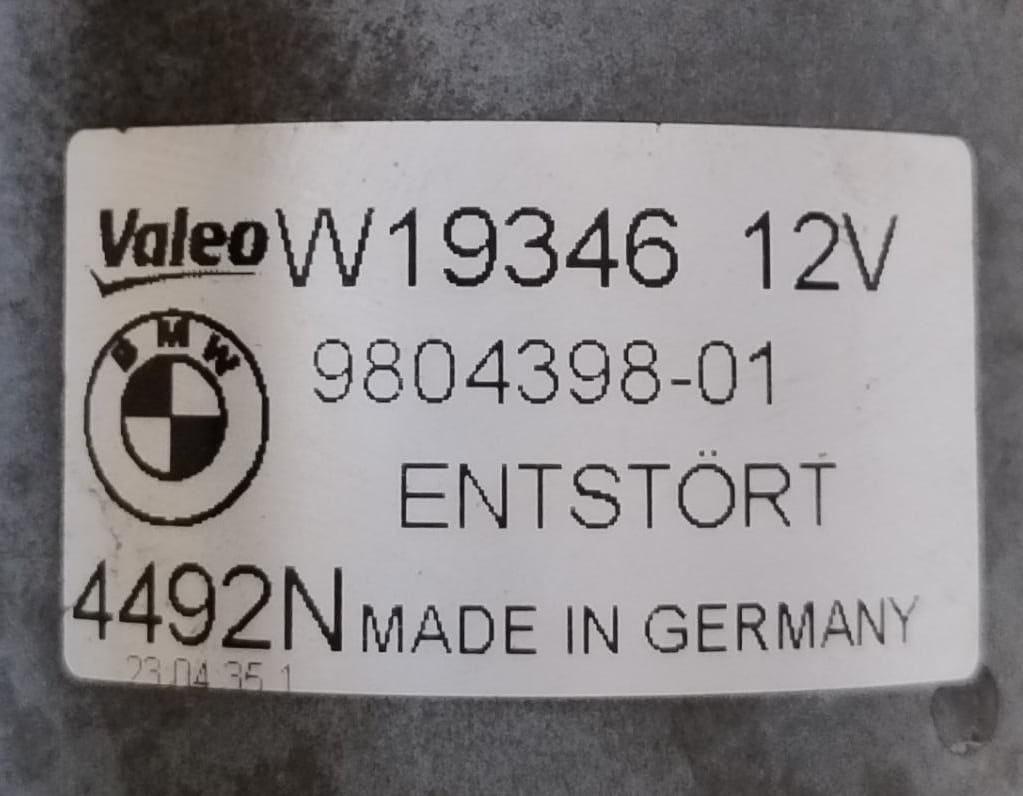 Valeo W19346 12V
BMW
9804398-01
ENTSTÖRT
4492N MADE IN GERMANY
23:04:35 1